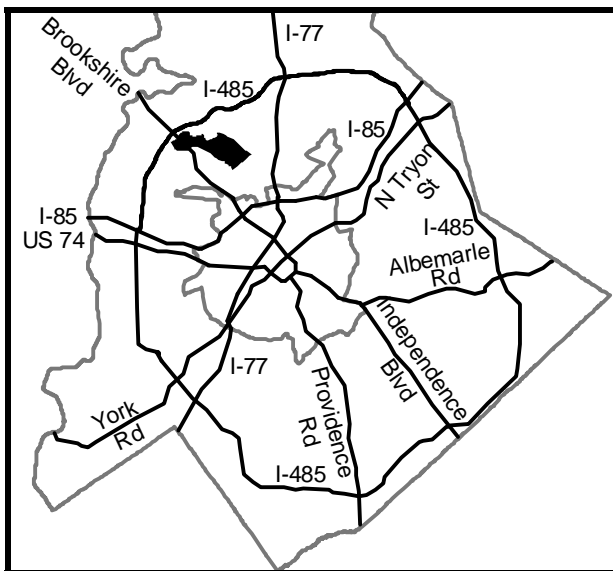 I-77
Brookshire
Blvd
I-485
I-85
N Tryon
St
I-85
US 74
I-485
Albemarle
Rd
Independence
Blvd
I-77
Providence
Rd
York
Rd
I-485